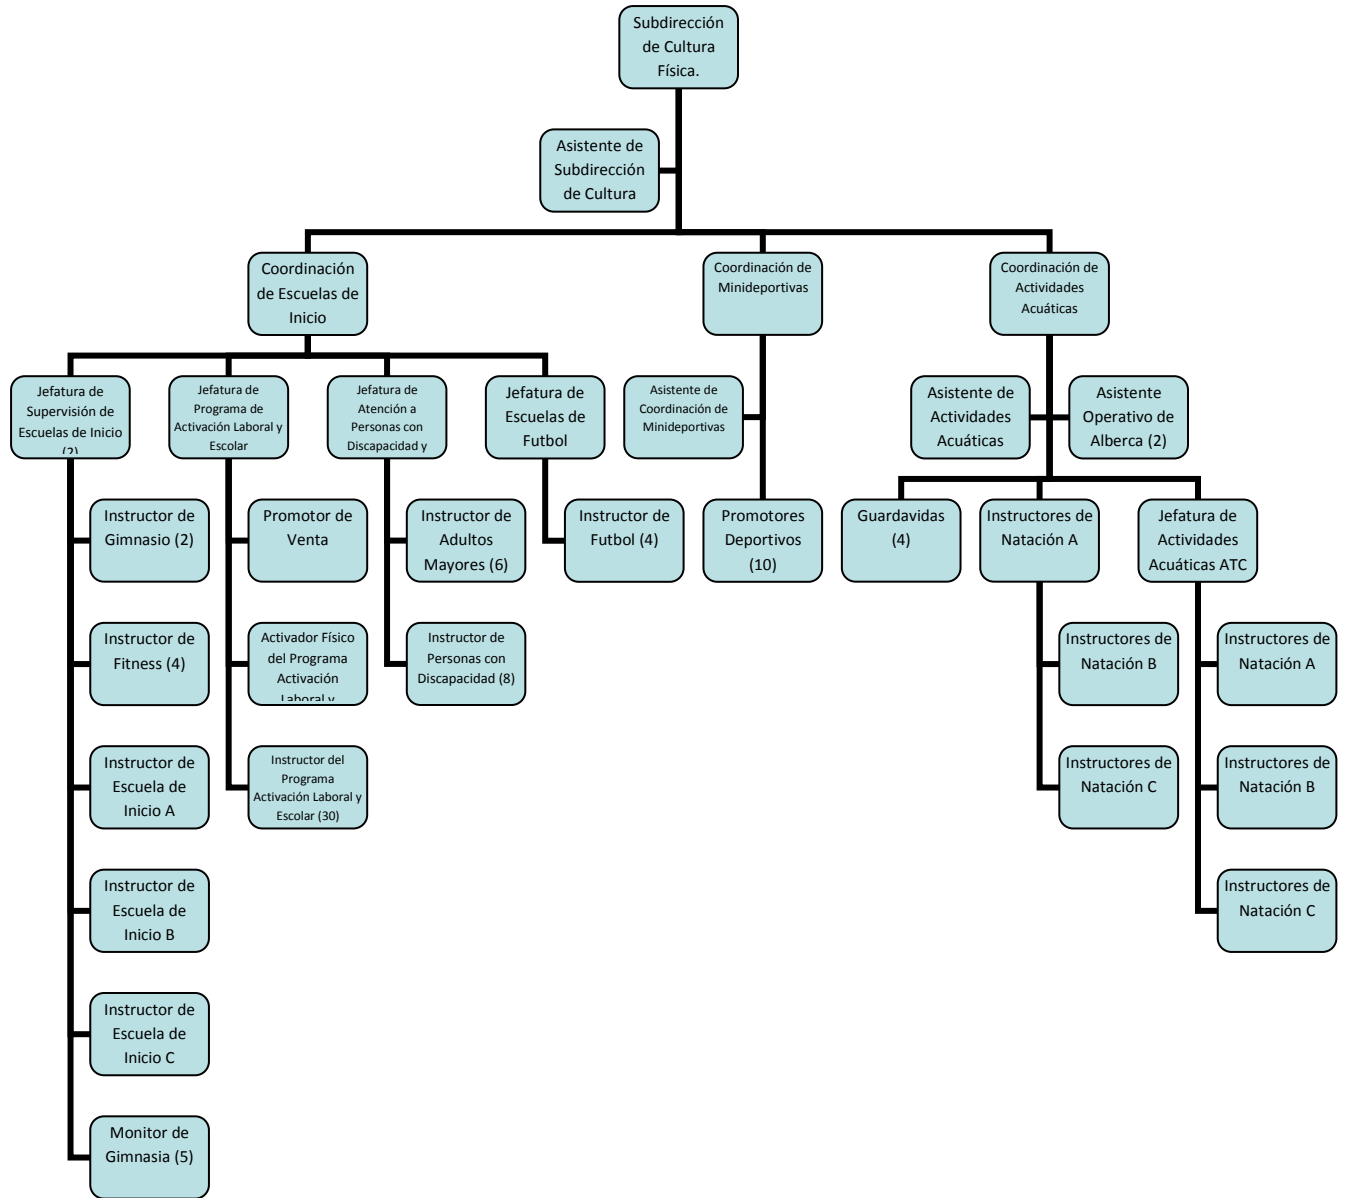 Subdirección
de Cultura
Física.
Asistente de
Subdirección
de Cultura
Coordinación
de Escuelas de
Inicio
Coordinación de
Minideportivas
Coordinación de
Actividades
Acuáticas
Jefatura de
Supervisión de
Escuelas de Inicio
(2)
Jefatura de
Programa de
Activación Laboral y
Escolar
Jefatura de
Atención a
Personas con
Discapacidad y
Jefatura de
Escuelas de
Futbol
Asistente de
Coordinación de
Minideportivas
Asistente de
Actividades
Acuáticas
Asistente
Operativo de
Alberca (2)
Instructor de
Gimnasio (2)
Promotor de
Venta
Instructor de
Adultos
Mayores (6)
Instructor de
Futbol (4)
Promotores
Deportivos
(10)
Guardavidas
(4)
Instructores de
Natación A
Jefatura de
Actividades
Acuáticas ATC
Instructor de
Fitness (4)
Activador Físico
del Programa
Activación
Laboral y
Instructor de
Personas con
Discapacidad (8)
Instructores de
Natación B
Instructores de
Natación A
Instructor de
Escuela de
Inicio A
Instructor del
Programa
Activación Laboral y
Escolar (30)
Instructores de
Natación C
Instructores de
Natación B
Instructor de
Escuela de
Inicio B
Instructores de
Natación C
Instructor de
Escuela de
Inicio C
Monitor de
Gimnasia (5)